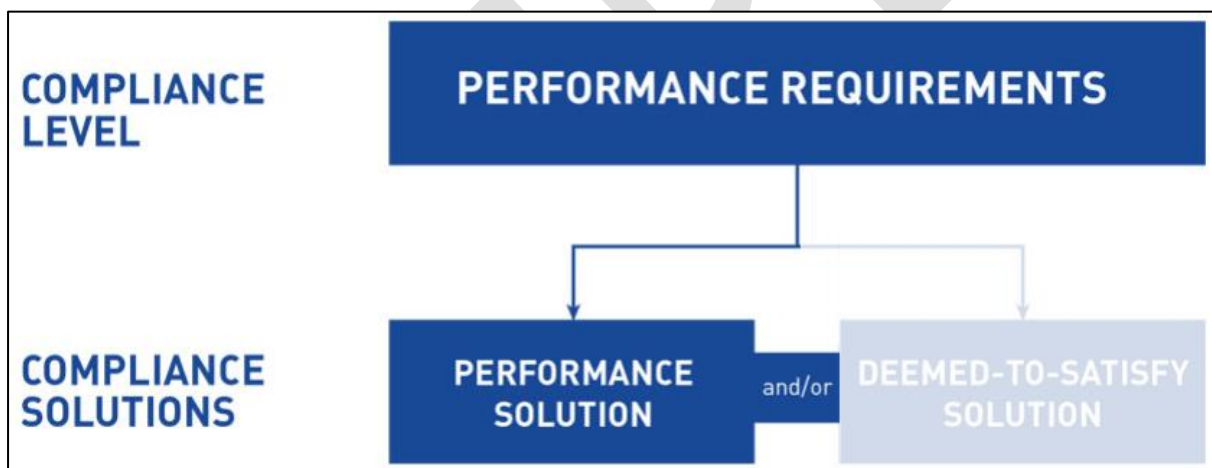 COMPLIANCE
LEVEL
PERFORMANCE REQUIREMENTS
COMPLIANCE
SOLUTIONS
PERFORMANCE
SOLUTION
and/or
DEEMED-TO-SATISFY
SOLUTION